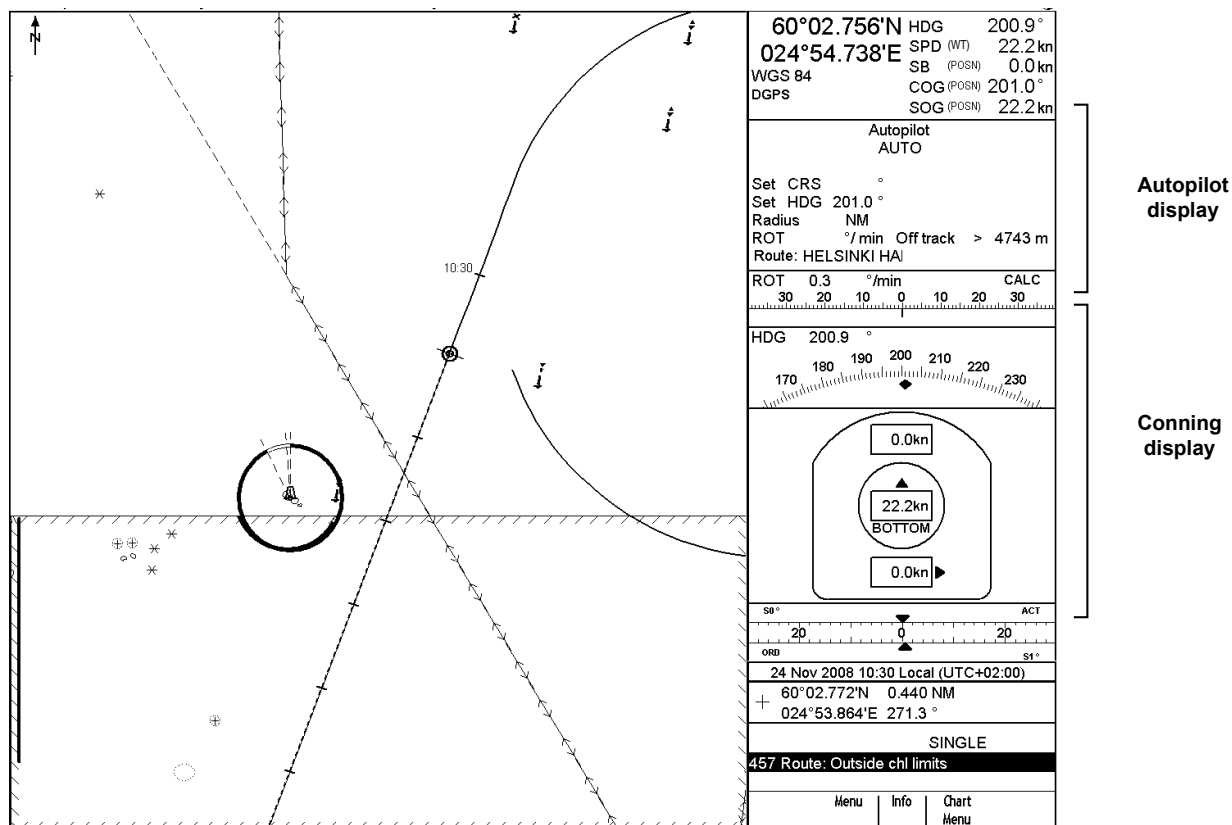 N
10:30
60°02.756'N
024°54.738'E
WGS 84
DGPS
HDG 200.9°
SPD (WT) 22.2 kn
SB (POSN) 0.0 kn
COG (POSN) 201.0°
SOG (POSN) 22.2 kn
Autopilot
AUTO
Set CRS °
Set HDG 201.0°
Radius NM
ROT °/min Off track > 4743 m
Route: HELSINKI HA
ROT 0.3 °/min CALC
30 20 10 0 10 20 30
HDG 200.9 °
170 180 190 200 210 220 230
0.0kn
22.2kn
BOTTOM
0.0kn
S0° ACT
20 0 20
ORD S1°
24 Nov 2008 10:30 Local (UTC+02:00)
60°02.772'N 0.440 NM
024°53.864'E 271.3 °
SINGLE
457 Route: Outside chl limits
Menu Info Chart
Menu
Autopilot
display
Conning
display